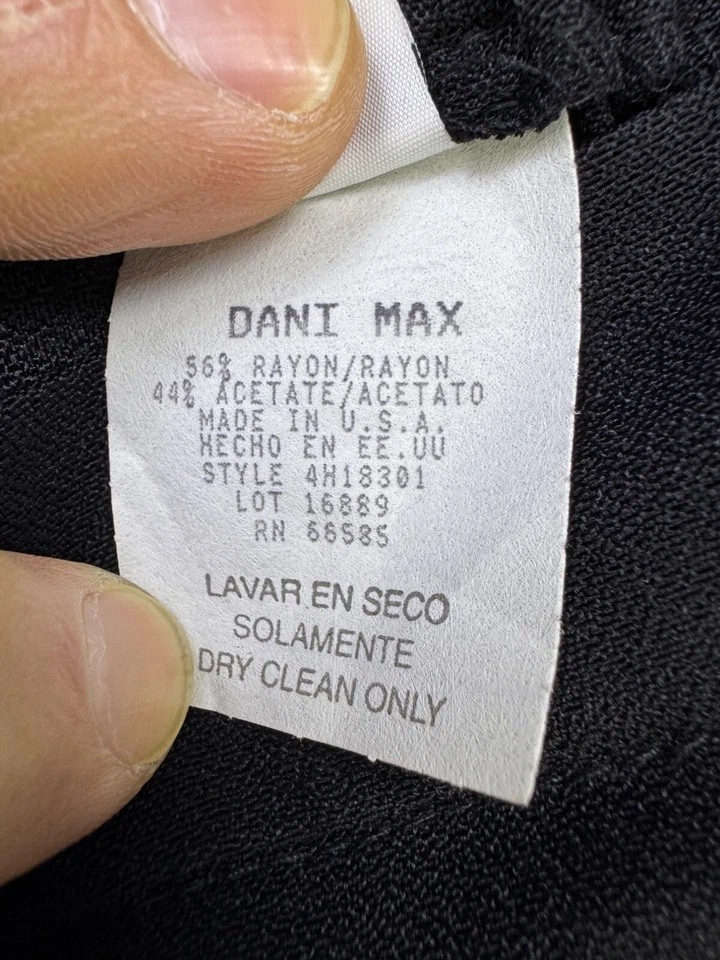 DANI MAX
56% RAYON/RAYON
44% ACETATE/ACETATO
MADE IN U.S.A.
HECHO EN EE.UU
STYLE 4H18301
LOT 16889
RN 66585
LAVAR EN SECO
SOLAMENTE
DRY CLEAN ONLY